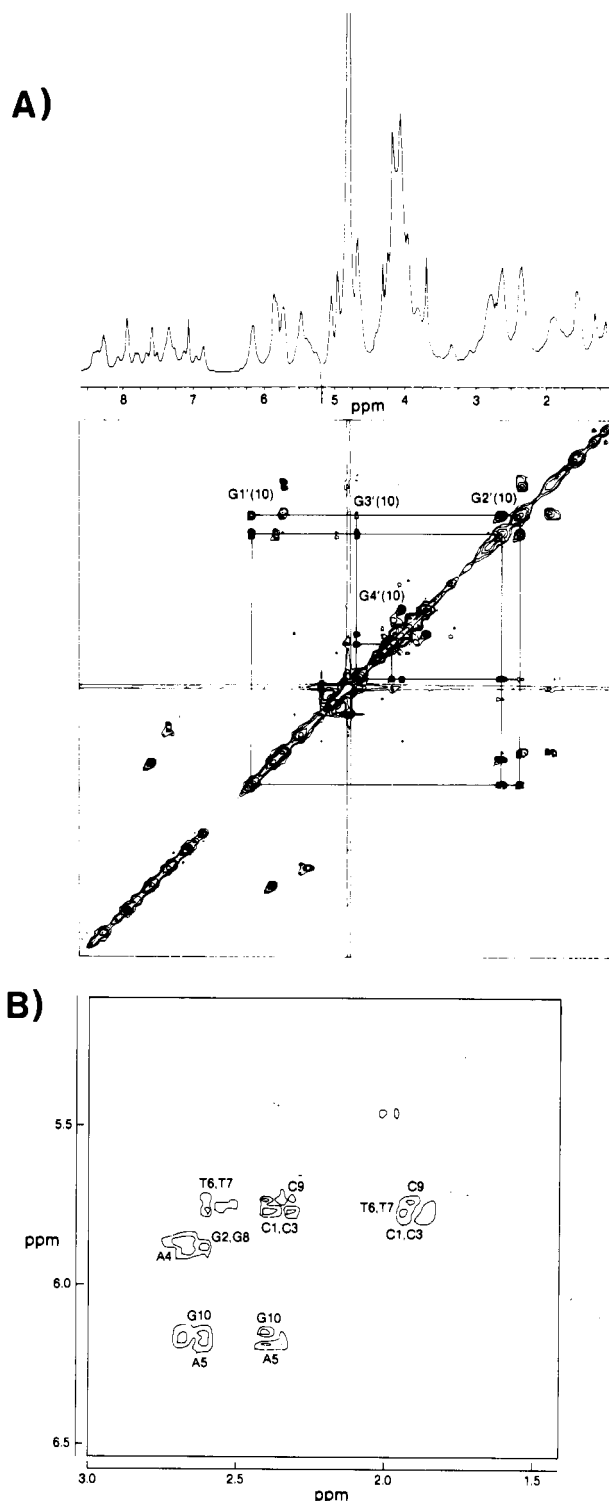 A)
8 7 6 5 4 3 2
ppm
G1'(10) G3'(10) G2'(10)
G4'(10)
B)
5.5
T6,T7 C9 C9
C1,C3 T6,T7
C1,C3
ppm
G2,G8
A4
6.0
G10 G10
A5 A5
6.5
3.0 2.5 2.0 1.5
ppm